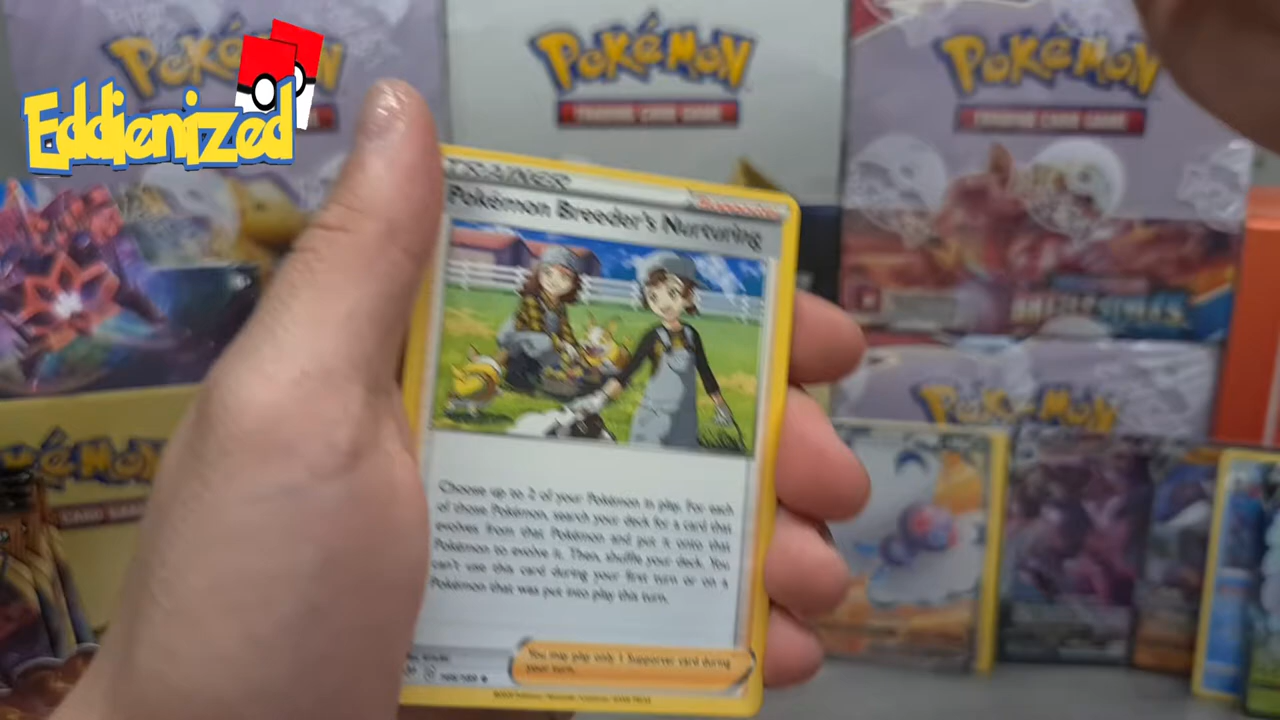 Eddienized
POKéMON
TRADING CARD GAME
POKéMON
TRADING CARD GAME
POKéMON
TRADING CARD GAME
TRAINER
Supporter
Pokémon Breeder's Nurturing
Choose up to 2 of your Pokémon in play. For each
of those Pokémon, search your deck for a card that
evolves from that Pokémon and put it onto that
Pokémon to evolve it. Then, shuffle your deck. You
can't use this card during your first turn or on a
Pokémon that was put into play this turn.
You may play only 1 Supporter card during
your turn.
POKéMON
CARD GAME
POKéMON